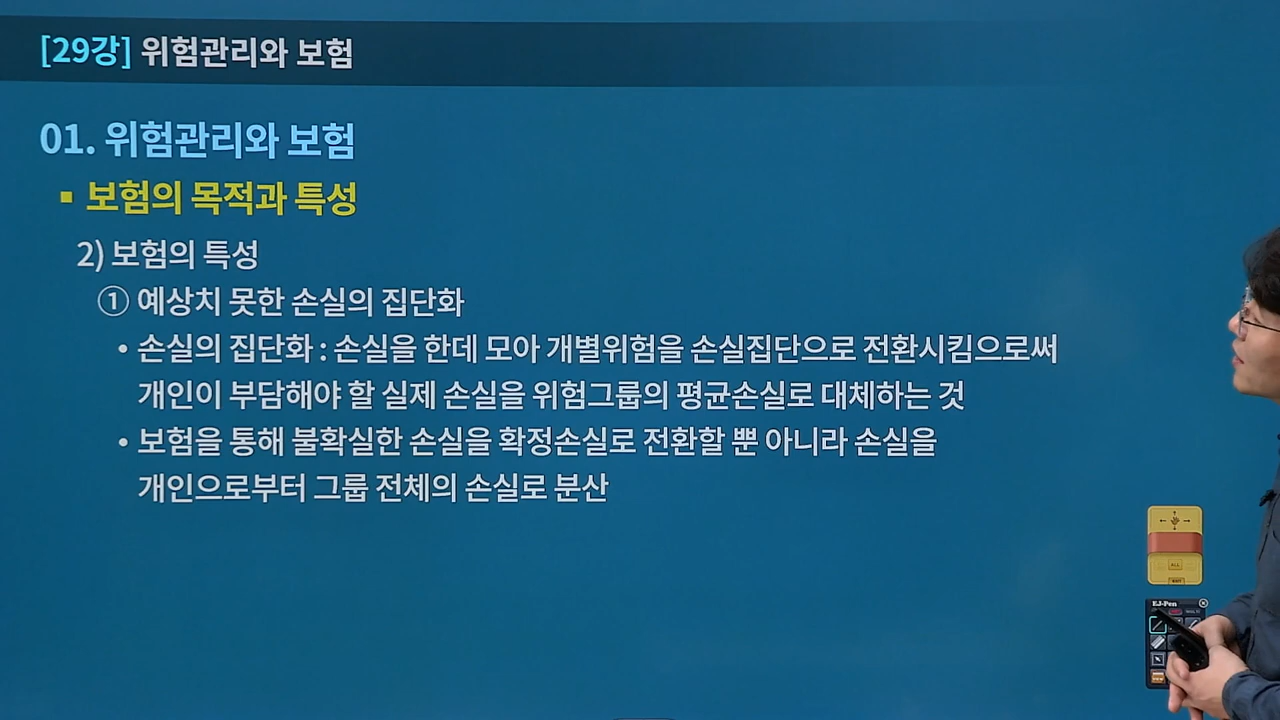 [29강] 위험관리와 보험
01. 위험관리와 보험
▪ 보험의 목적과 특성
2) 보험의 특성
① 예상치 못한 손실의 집단화
• 손실의 집단화 : 손실을 한데 모아 개별위험을 손실집단으로 전환시킴으로써
개인이 부담해야 할 실제 손실을 위험그룹의 평균손실로 대체하는 것
• 보험을 통해 불확실한 손실을 확정손실로 전환할 뿐 아니라 손실을
개인으로부터 그룹 전체의 손실로 분산
ALL
EJ-Pen